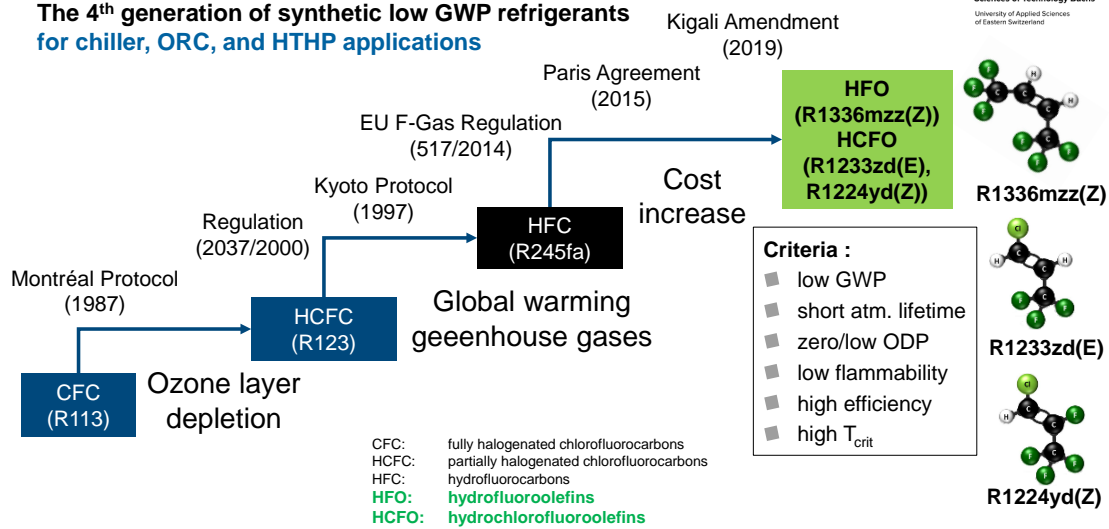 The 4th generation of synthetic low GWP refrigerants
for chiller, ORC, and HTHP applications
University of Applied Sciences
of Eastern Switzerland
Kigali Amendment
(2019)
Paris Agreement
(2015)
EU F-Gas Regulation
(517/2014)
Kyoto Protocol
(1997)
Regulation
(2037/2000)
Montréal Protocol
(1987)
HFO
(R1336mzz(Z))
HCFO
(R1233zd(E),
R1224yd(Z))
Cost
increase
HFC
(R245fa)
Global warming
geeenhouse gases
HCFC
(R123)
Ozone layer
depletion
CFC
(R113)
Criteria :
low GWP
short atm. lifetime
zero/low ODP
low flammability
high efficiency
high Tcrit
F
F
F
C
H
C
H
C
F
F
F
R1336mzz(Z)
Cl
H
C
C
H
C
F
F
F
R1233zd(E)
Cl
H
C
C
F
C
F
F
F
R1224yd(Z)
CFC: fully halogenated chlorofluorocarbons
HCFC: partially halogenated chlorofluorocarbons
HFC: hydrofluorocarbons
HFO: hydrofluoroolefins
HCFO: hydrochlorofluoroolefins